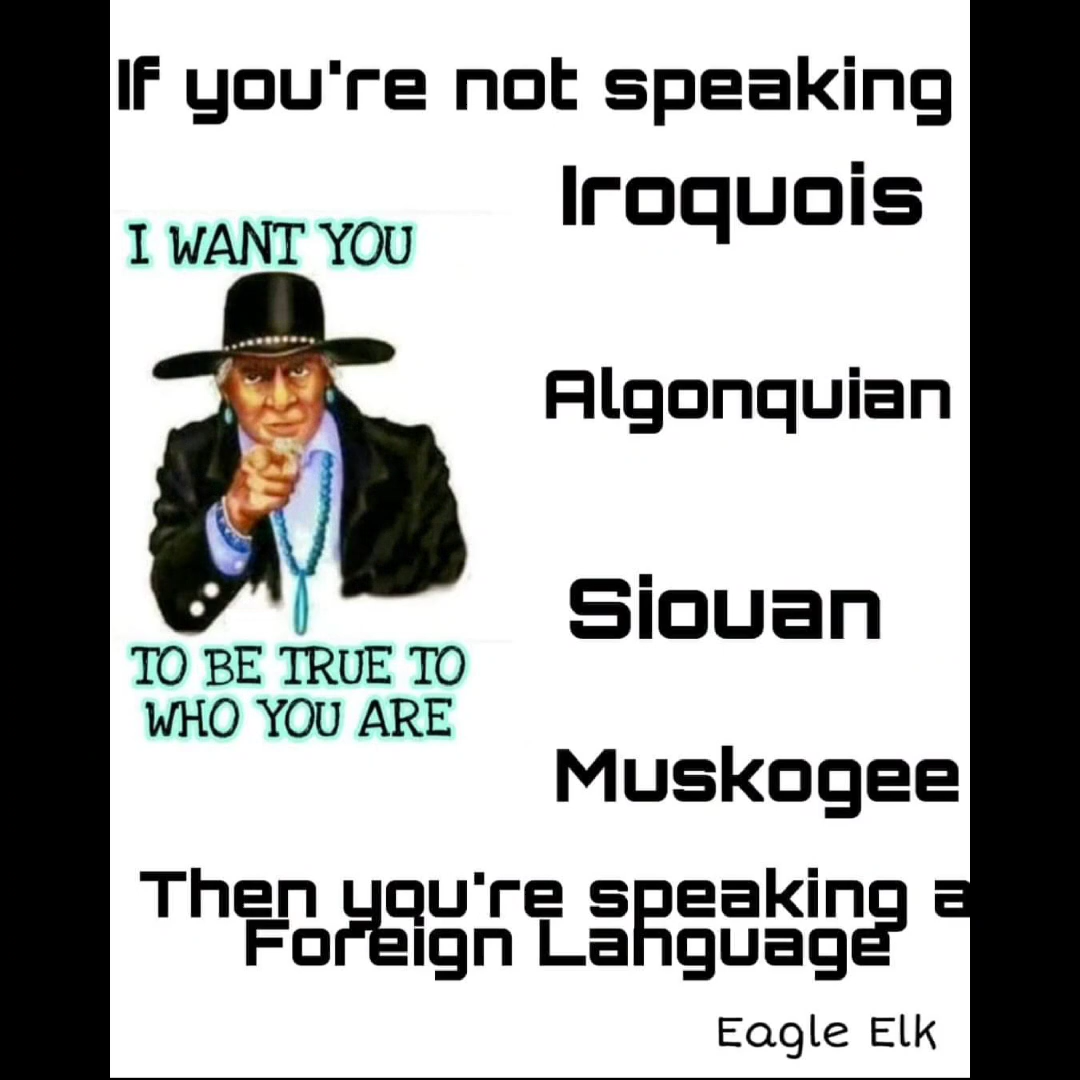 If you're not speaking
Iroquois
I WANT YOU
Algonquian
Siouan
TO BE TRUE TO
WHO YOU ARE
Muskogee
Then you're speaking a
Foreign Language
Eagle Elk